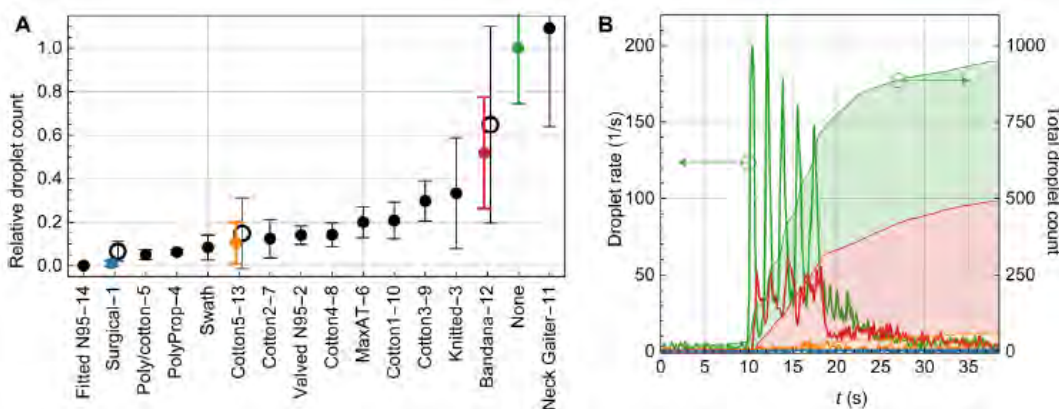 A
Relative droplet count
1.0
0.8
0.6
0.4
0.2
0.0
Fitted N95-14
Surgical-1
Poly/cotton-5
PolyProp-4
Swath
Cotton5-13
Cotton2-7
Valved N95-2
Cotton4-8
MaxAT-6
Cotton1-10
Cotton3-9
Knitted-3
Bandana-12
None
Neck Gaiter-11
B
Droplet rate (1/s)
200
150
100
50
0
0
5
10
15
20
25
30
35
t (s)
1000
750
500
250
0
Total droplet count